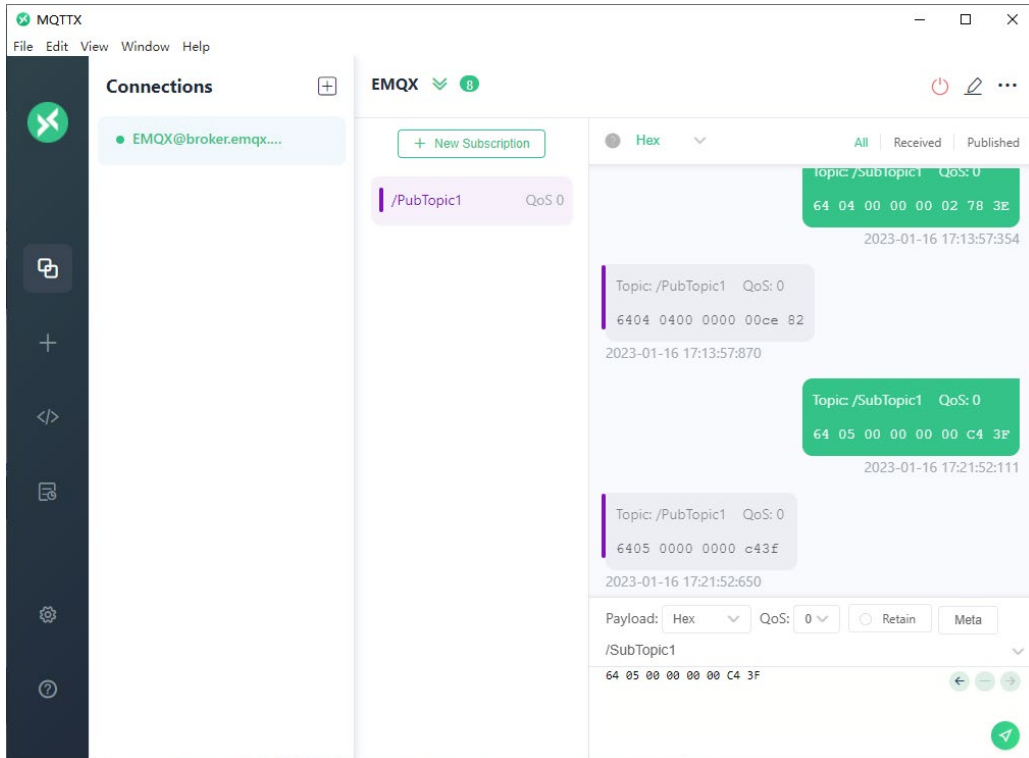 MQTTX
File Edit View Window Help
Connections
EMQX@broker.emqx....
EMQX 8
+ New Subscription
/PubTopic1 QoS 0
Hex
All Received Published
Topic: /SubTopic1 QoS: 0
64 04 00 00 00 02 78 3E
2023-01-16 17:13:57:354
Topic: /PubTopic1 QoS: 0
6404 0400 0000 00ce 82
2023-01-16 17:13:57:870
Topic: /SubTopic1 QoS: 0
64 05 00 00 00 00 C4 3F
2023-01-16 17:21:52:111
Topic: /PubTopic1 QoS: 0
6405 0000 0000 c43f
2023-01-16 17:21:52:650
Payload: Hex QoS: 0 Retain Meta
/SubTopic1
64 05 00 00 00 00 C4 3F